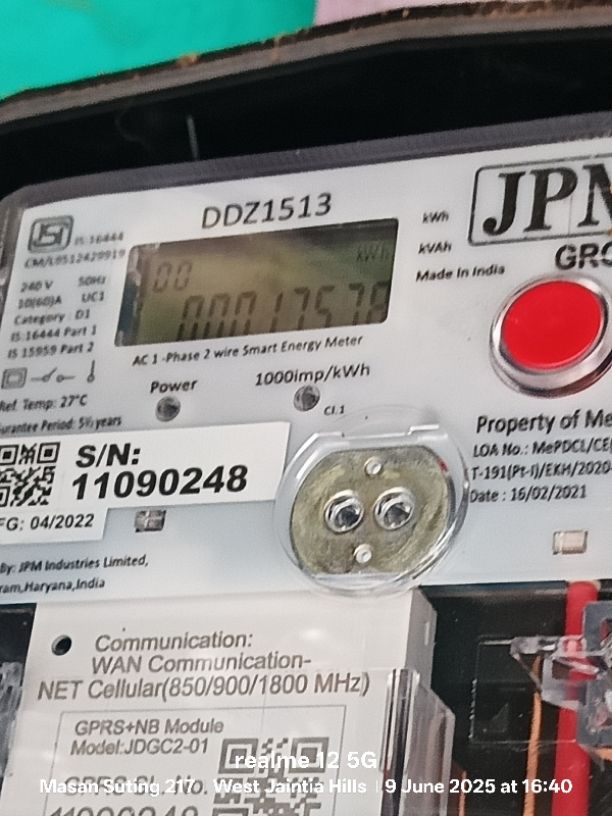 DDZ1513
kWh
kVAh
Made In India
JPM
GRO
IS:16444
CM/L
240 V 50Hz
10(60)A UC1
Category D1
IS:16444 Part 1
IS 15959 Part 2
kWh
00
00017578
AC 1 -Phase 2 wire Smart Energy Meter
Power
1000imp/kWh
Cl.1
Ref. Temp: 27°C
Guarantee Period: 5½ years
S/N:
11090248
FG: 04/2022
By: JPM Industries Limited,
ram,Haryana,India
Property of Me
LOA No.: MePDCL/CE(
T-191(Pt-I)/EKH/2020-
Date : 16/02/2021
Communication:
WAN Communication-
NET Cellular(850/900/1800 MHz)
GPRS+NB Module
Model:JDGC2-01
realme 12 5G
Masan Suting 217 West Jaintia Hills 9 June 2025 at 16:40